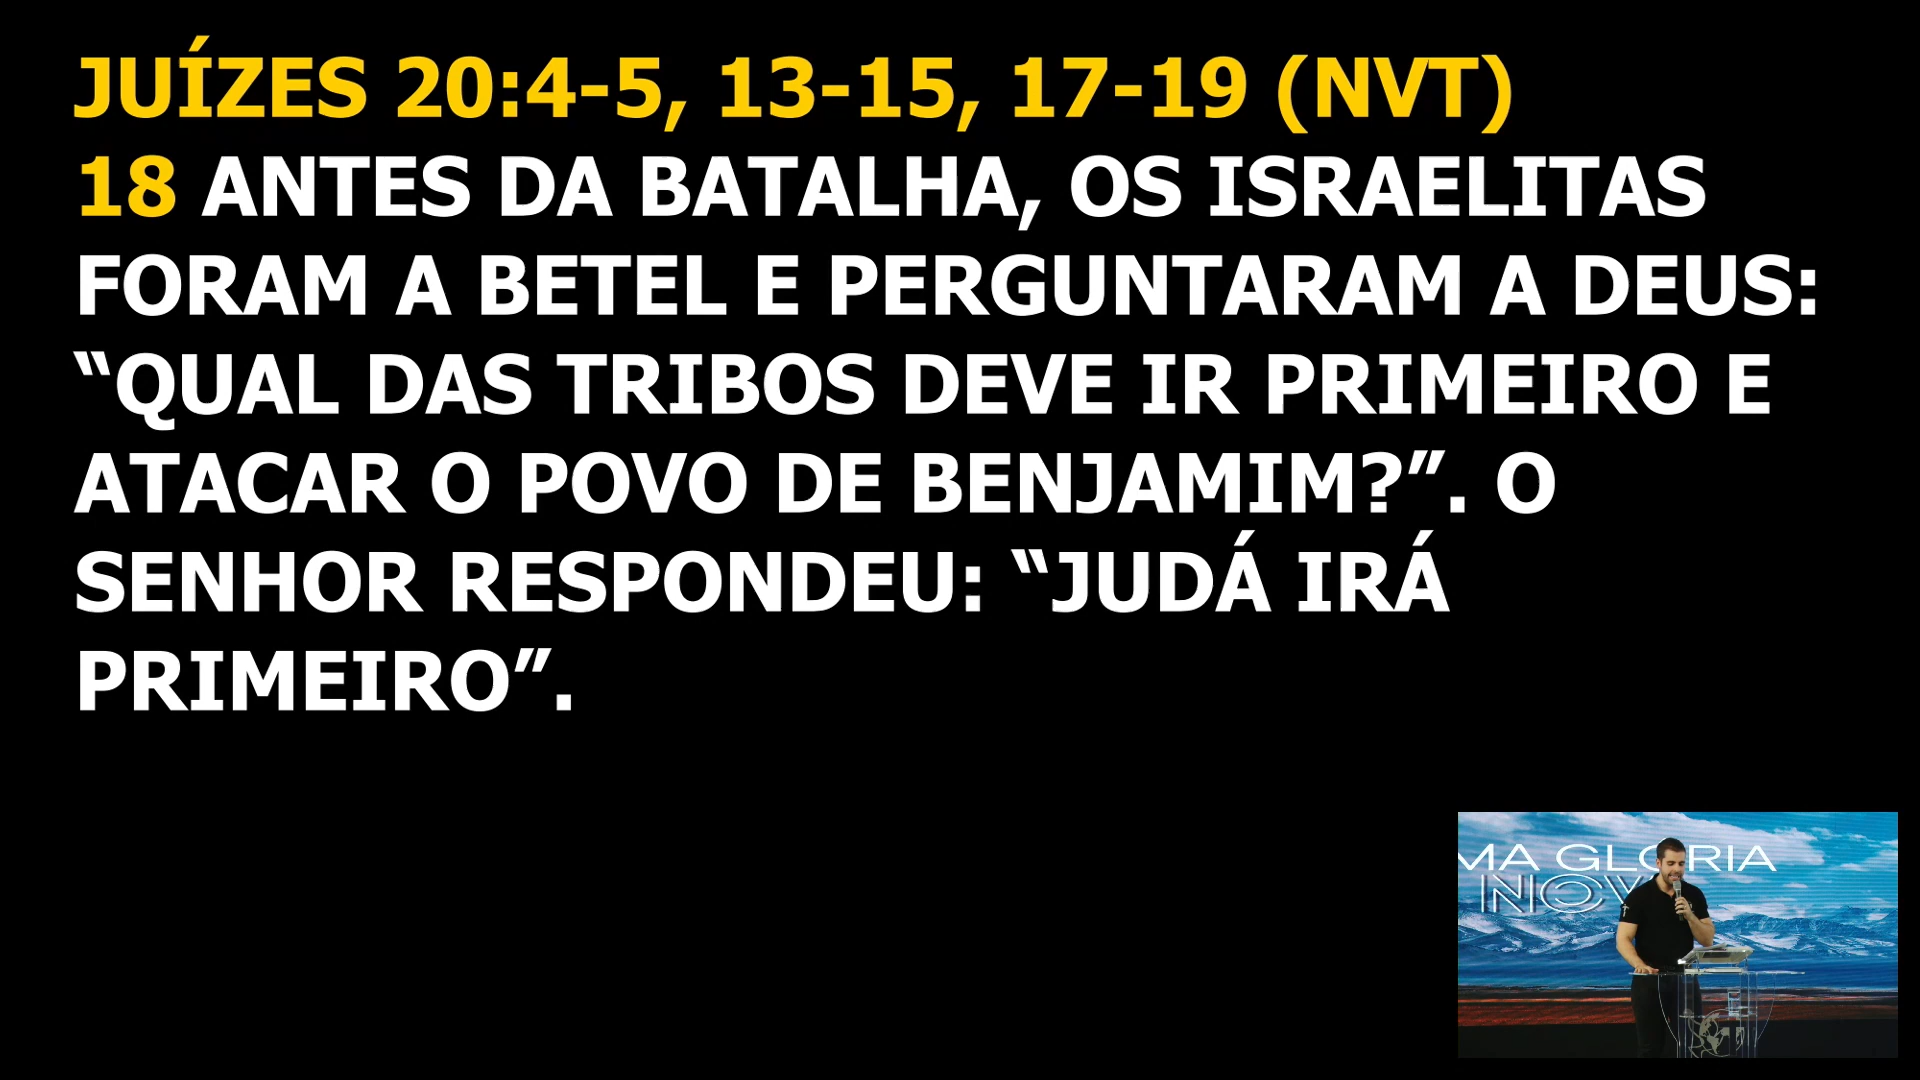 JUÍZES 20:4-5, 13-15, 17-19 (NVT)
18 ANTES DA BATALHA, OS ISRAELITAS
FORAM A BETEL E PERGUNTARAM A DEUS:
“QUAL DAS TRIBOS DEVE IR PRIMEIRO E
ATACAR O POVO DE BENJAMIM?”. O
SENHOR RESPONDEU: “JUDÁ IRÁ
PRIMEIRO”.